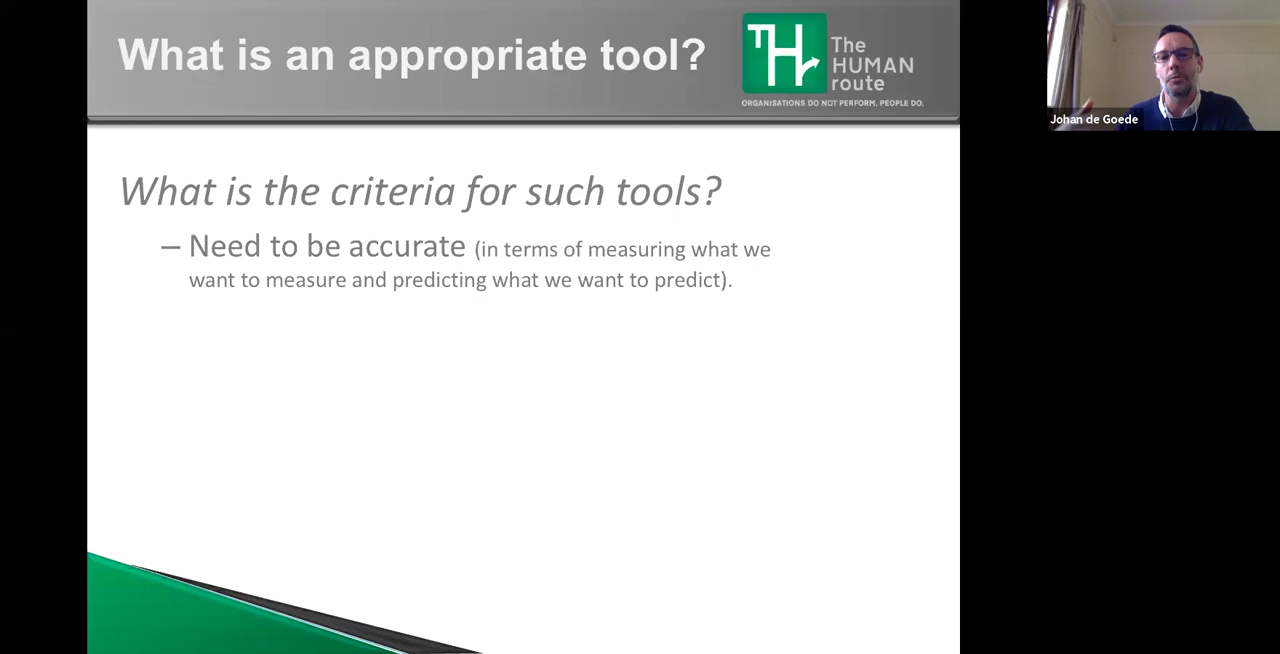 What is an appropriate tool?
THr
The
HUMAN
route
ORGANISATIONS DO NOT PERFORM. PEOPLE DO.
Johan de Goede
What is the criteria for such tools?
– Need to be accurate (in terms of measuring what we
want to measure and predicting what we want to predict).